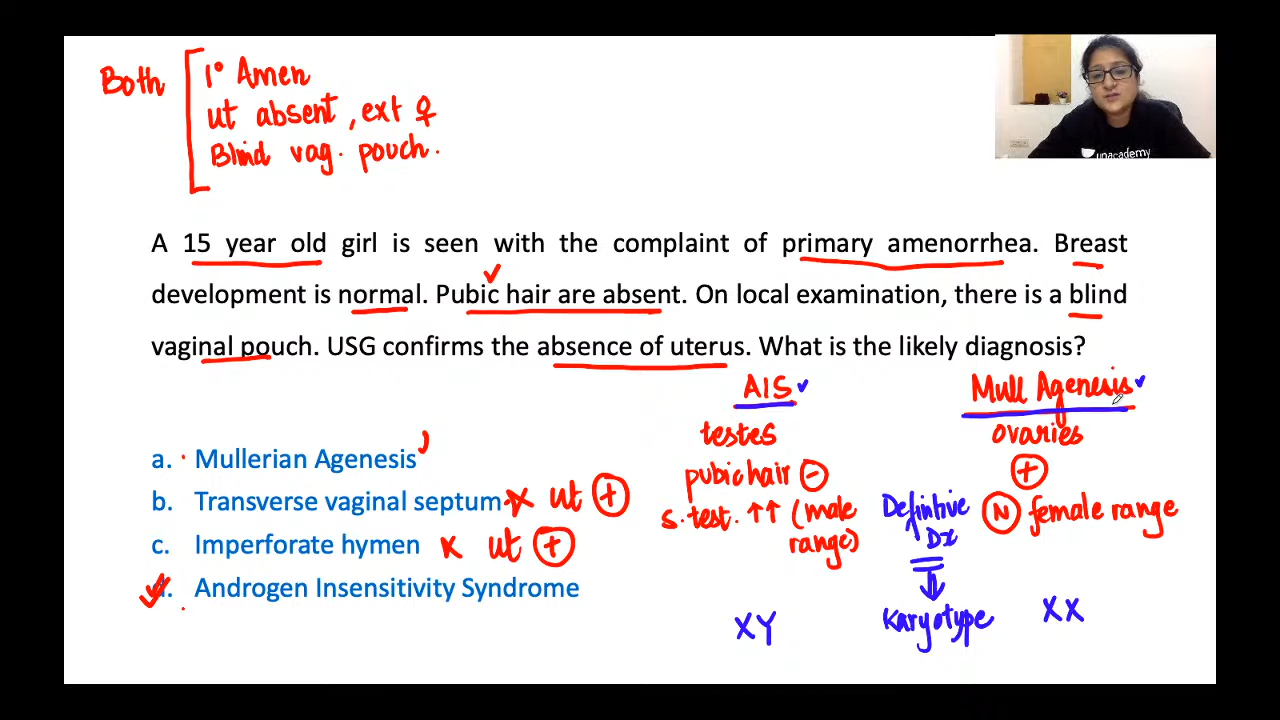 Both
1° Amen
ut absent, ext ♀
Blind vag. pouch.
unacademy
A 15 year old girl is seen with the complaint of primary amenorrhea. Breast
development is normal. Pubic hair are absent. On local examination, there is a blind
vaginal pouch. USG confirms the absence of uterus. What is the likely diagnosis?
AIS
Mull Agenesis
testes
ovaries
a. Mullerian Agenesis
pubic hair -
+
b. Transverse vaginal septum x ut +
s. test. ↑↑ (male
range)
Definitive
Dx
N female range
c. Imperforate hymen x ut +
d. Androgen Insensitivity Syndrome
XY
Karyotype
XX